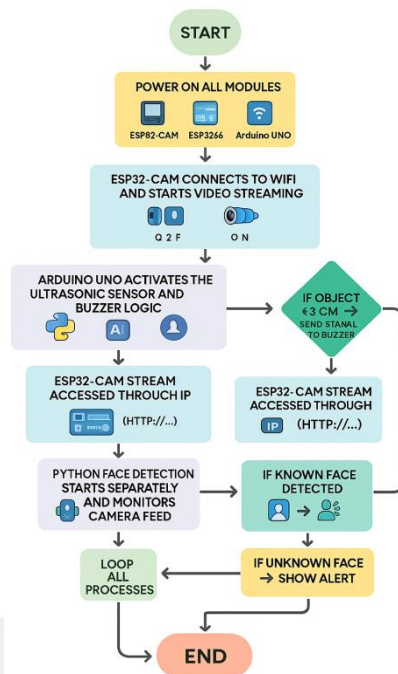 START
POWER ON ALL MODULES
ESP82-CAM
ESP3266
Arduino UNO
ESP32-CAM CONNECTS TO WIFI
AND STARTS VIDEO STREAMING
Q 2 F
O N
ARDUINO UNO ACTIVATES THE
ULTRASONIC SENSOR AND
BUZZER LOGIC
AI
IF OBJECT
€ 3 CM →
SEND STANAL
TO BUZZER
ESP32-CAM STREAM
ACCESSED THROUGH IP
(HTTP://...)
ESP32-CAM STREAM
ACCESSED THROUGH
IP (HTTP://...)
PYTHON FACE DETECTION
STARTS SEPARATELY
AND MONITORS
CAMERA FEED
IF KNOWN FACE
DETECTED
LOOP
ALL
PROCESSES
IF UNKNOWN FACE
→ SHOW ALERT
END